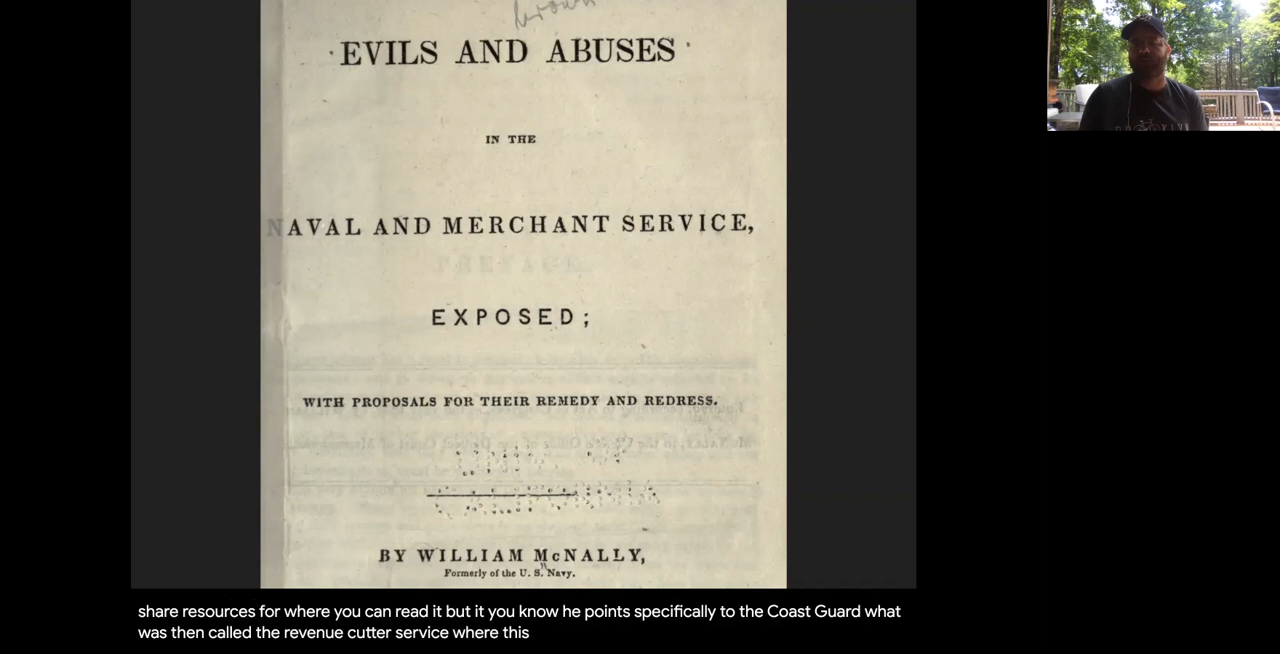 brown
EVILS AND ABUSES
IN THE
NAVAL AND MERCHANT SERVICE,
PREFACE.
EXPOSED;
WITH PROPOSALS FOR THEIR REMEDY AND REDRESS.
BY WILLIAM McNALLY,
Formerly of the U. S. Navy.
share resources for where you can read it but it you know he points specifically to the Coast Guard what
was then called the revenue cutter service where this